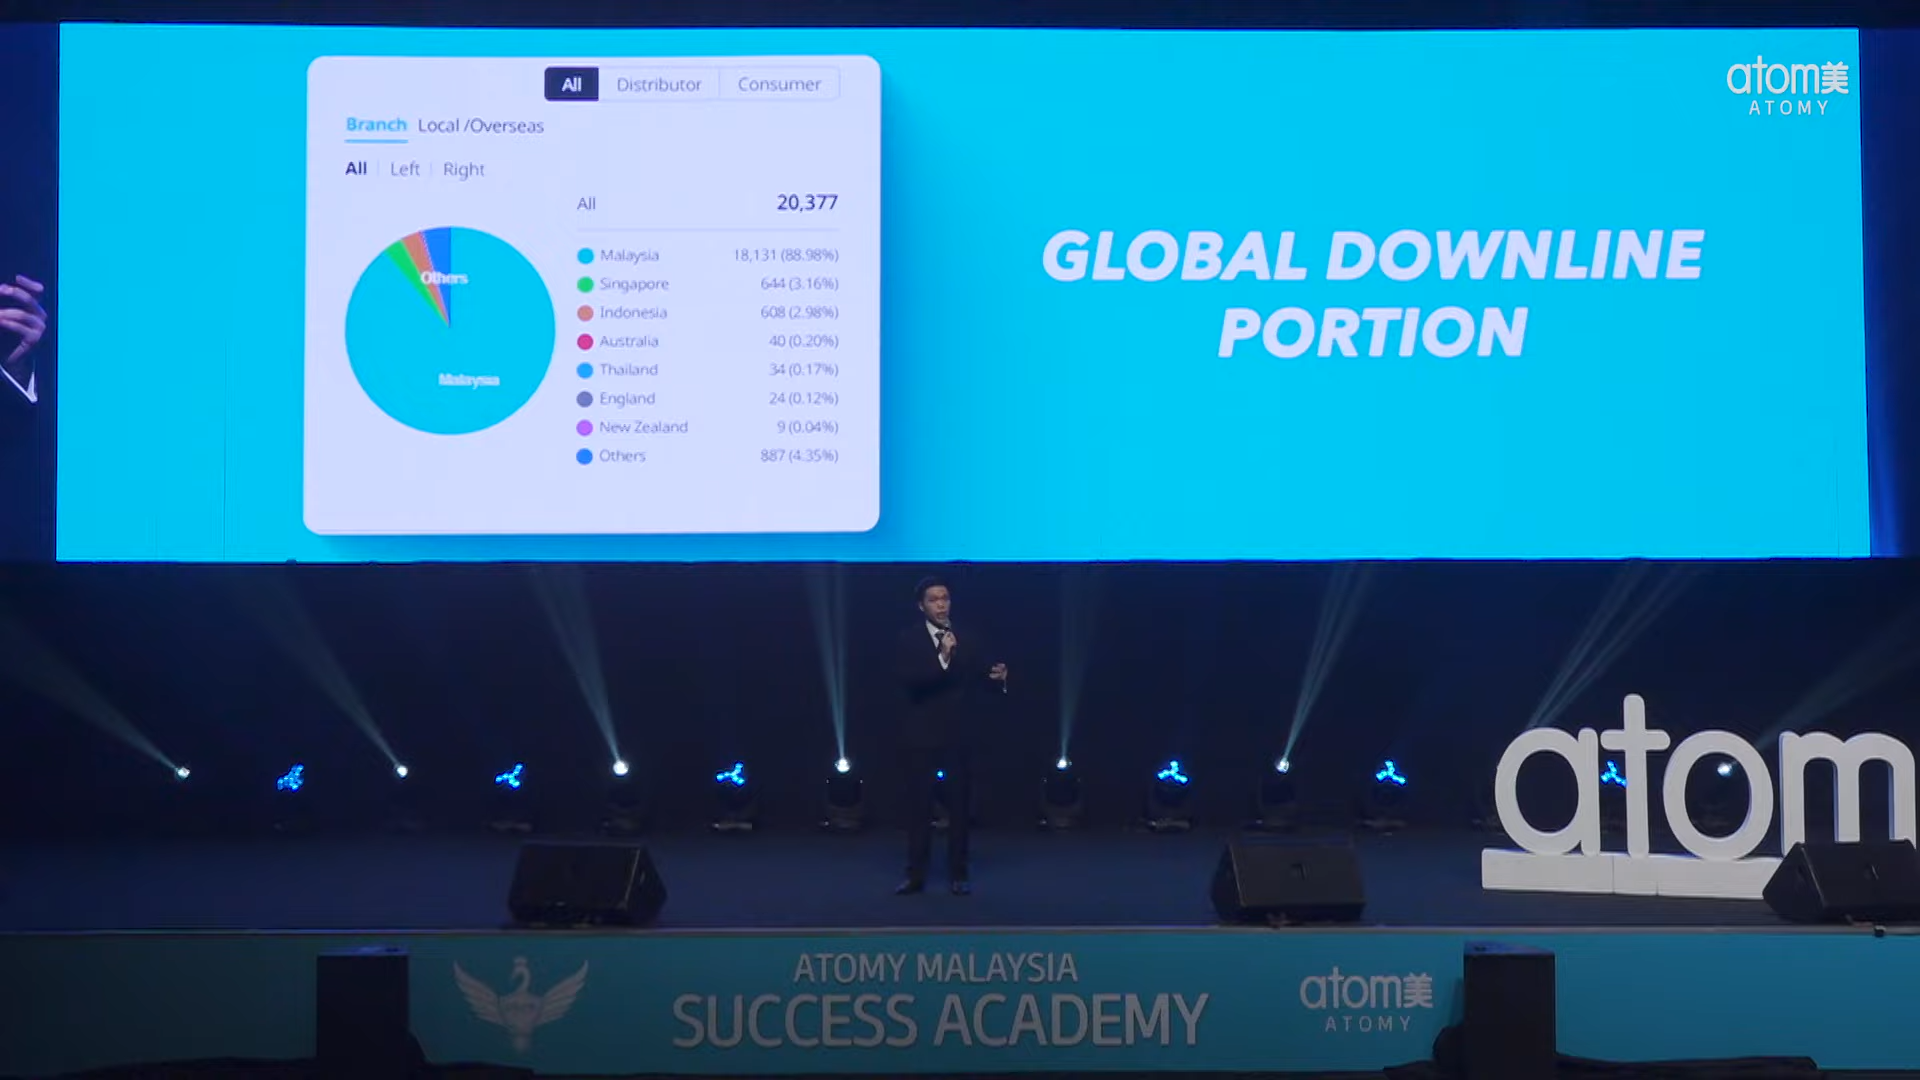 All Distributor Consumer
Branch Local /Overseas
All Left Right
All 20,377
Malaysia 18,131 (88.98%)
Singapore 644 (3.16%)
Indonesia 608 (2.98%)
Australia 40 (0.20%)
Thailand 34 (0.17%)
England 24 (0.12%)
New Zealand 9 (0.04%)
Others 887 (4.35%)
Others
Malaysia
GLOBAL DOWNLINE
PORTION
atom美
ATOMY
atom
ATOMY MALAYSIA
SUCCESS ACADEMY
atom美
ATOMY